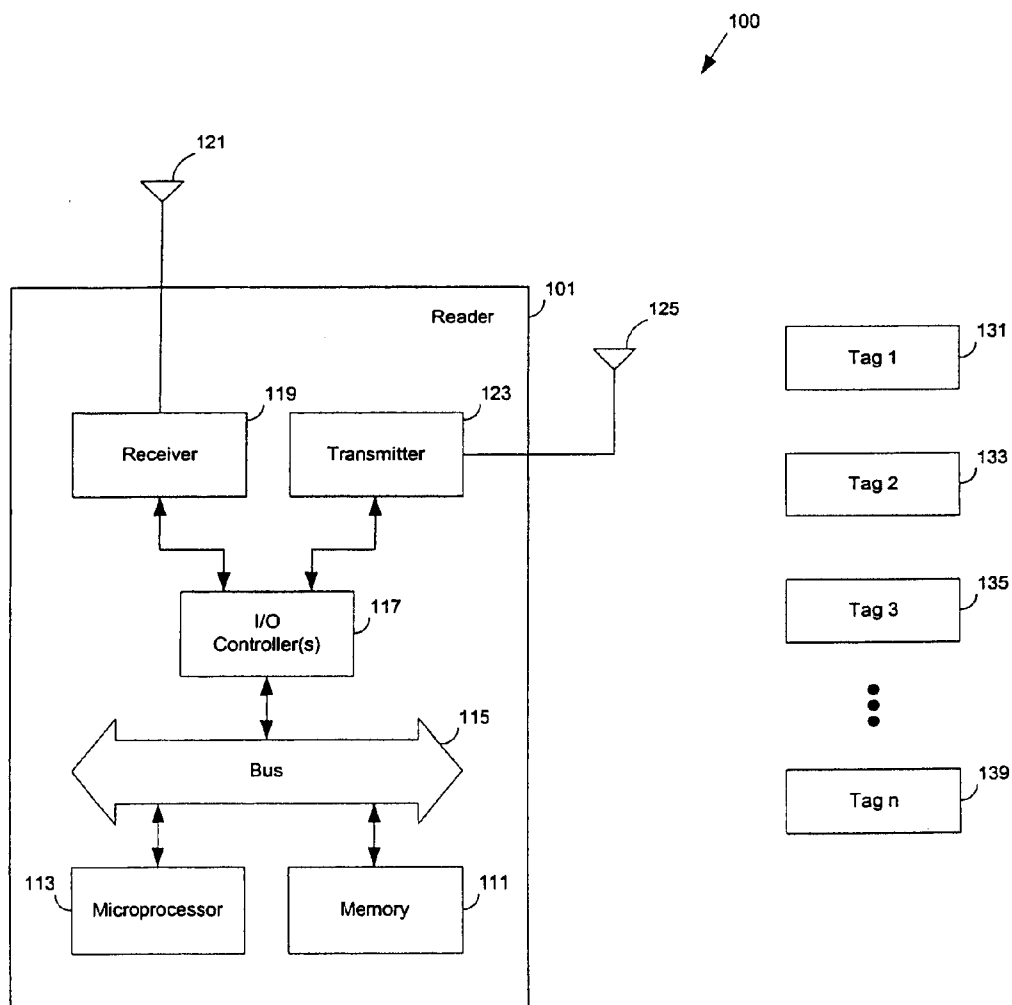 100
121
Reader
101
125
131
Tag 1
119
123
Receiver
Transmitter
133
Tag 2
135
Tag 3
117
I/O
Controller(s)
115
Bus
139
Tag n
113
Microprocessor
111
Memory